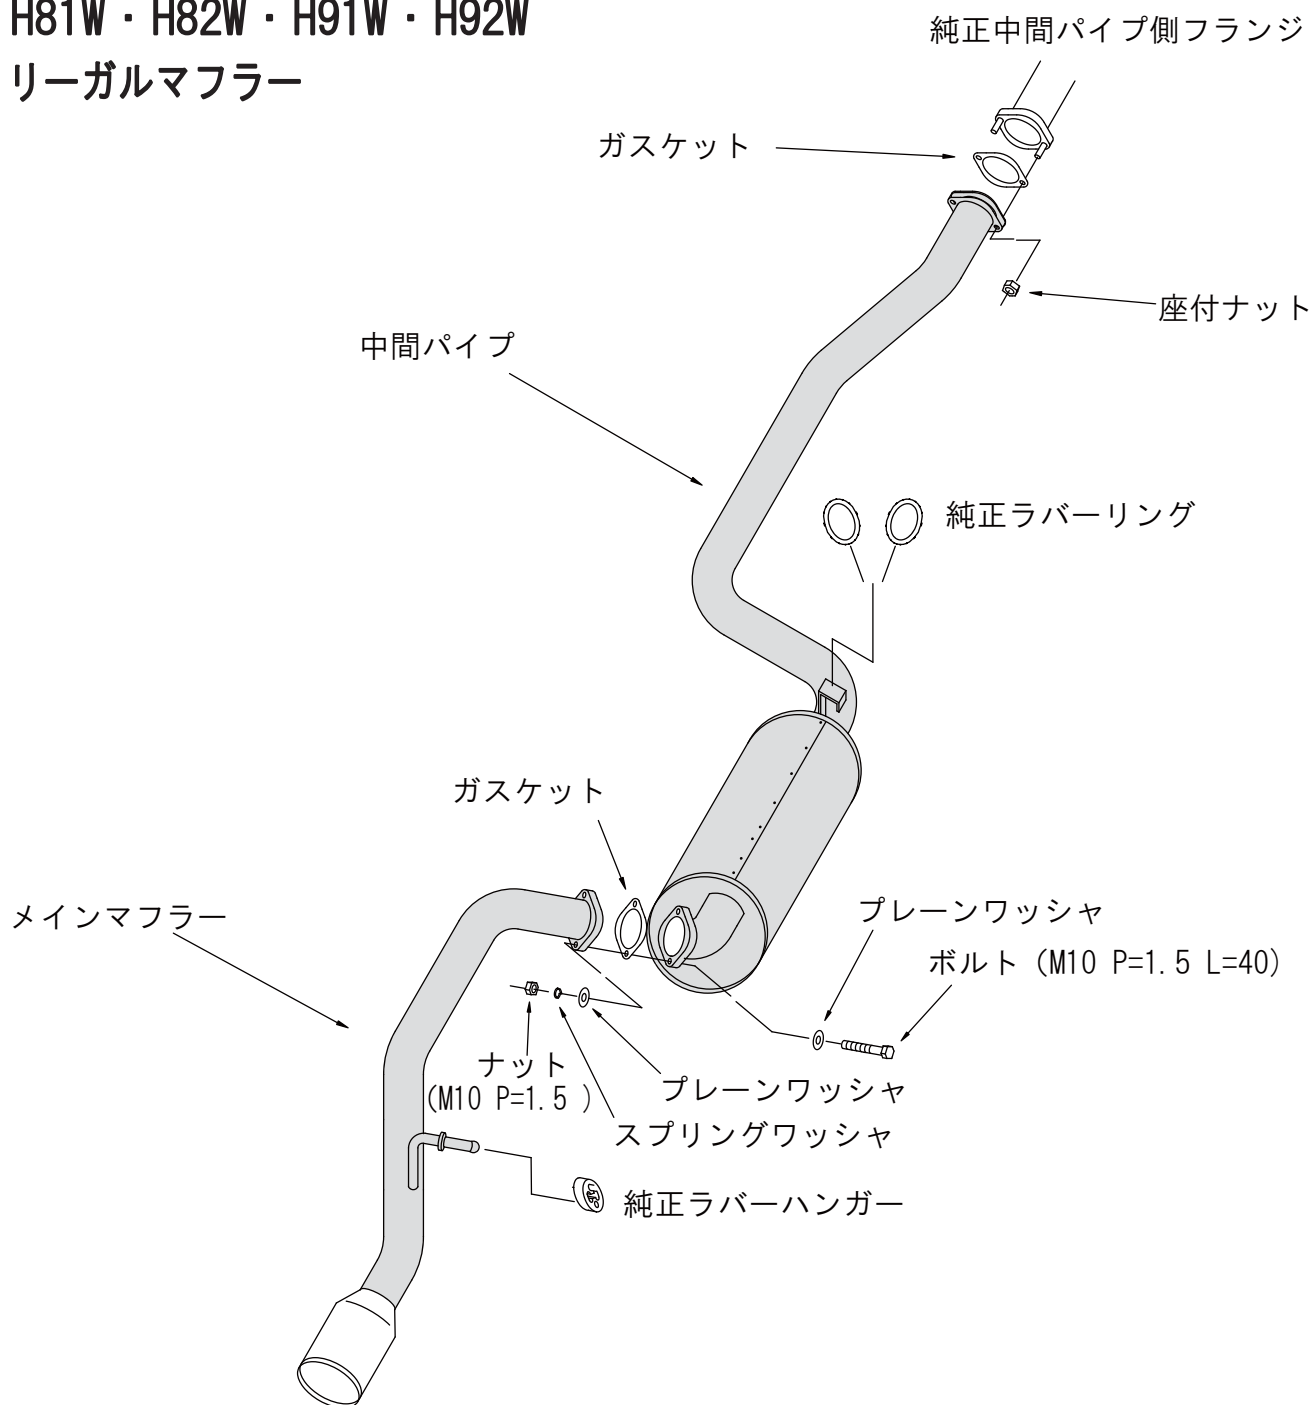 H81W・H82W・H91W・H92W
リーガルマフラー
純正中間パイプ側フランジ
ガスケット
座付ナット
中間パイプ
純正ラバーリング
ガスケット
メインマフラー
プレーンワッシャ
ボルト (M10 P=1.5 L=40)
ナット
(M10 P=1.5 )
プレーンワッシャ
スプリングワッシャ
純正ラバーハンガー